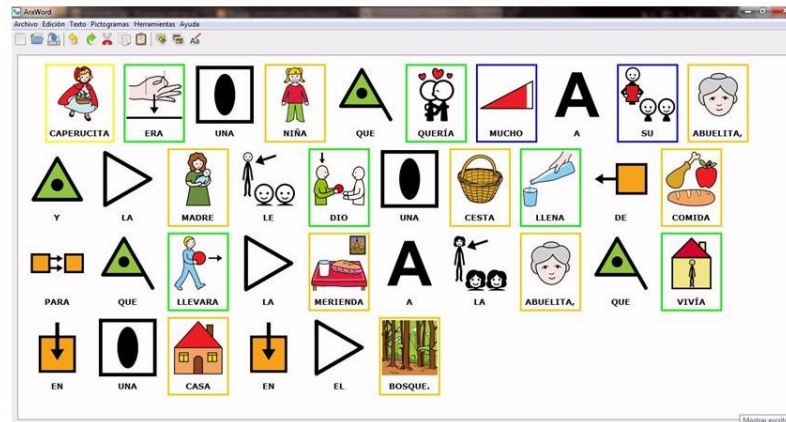 AraWord
Archivo Edición Texto Pictogramas Herramientas Ayuda
CAPERUCITA ERA UNA NIÑA QUE QUERÍA MUCHO A SU ABUELITA,
Y LA MADRE LE DIO UNA CESTA LLENA DE COMIDA
PARA QUE LLEVARA LA MERIENDA A LA ABUELITA, QUE VIVÍA
EN UNA CASA EN EL BOSQUE.